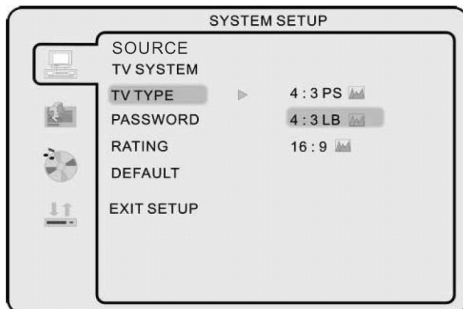 SYSTEM SETUP
SOURCE
TV SYSTEM
TV TYPE 4 : 3 PS
PASSWORD 4 : 3 LB
RATING 16 : 9
DEFAULT
EXIT SETUP